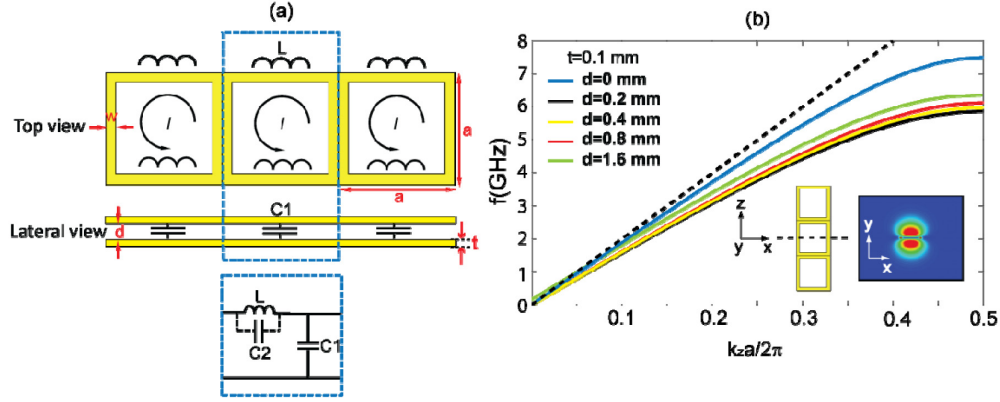 (a)
L
Top view
W
I
I
I
a
a
C1
Lateral view
d
t
L
C2
C1
(b)
f(GHz)
8
7
6
5
4
3
2
1
0
t=0.1 mm
d=0 mm
d=0.2 mm
d=0.4 mm
d=0.8 mm
d=1.6 mm
z
y
x
y
x
0.1
0.2
0.3
0.4
0.5
kza/2π